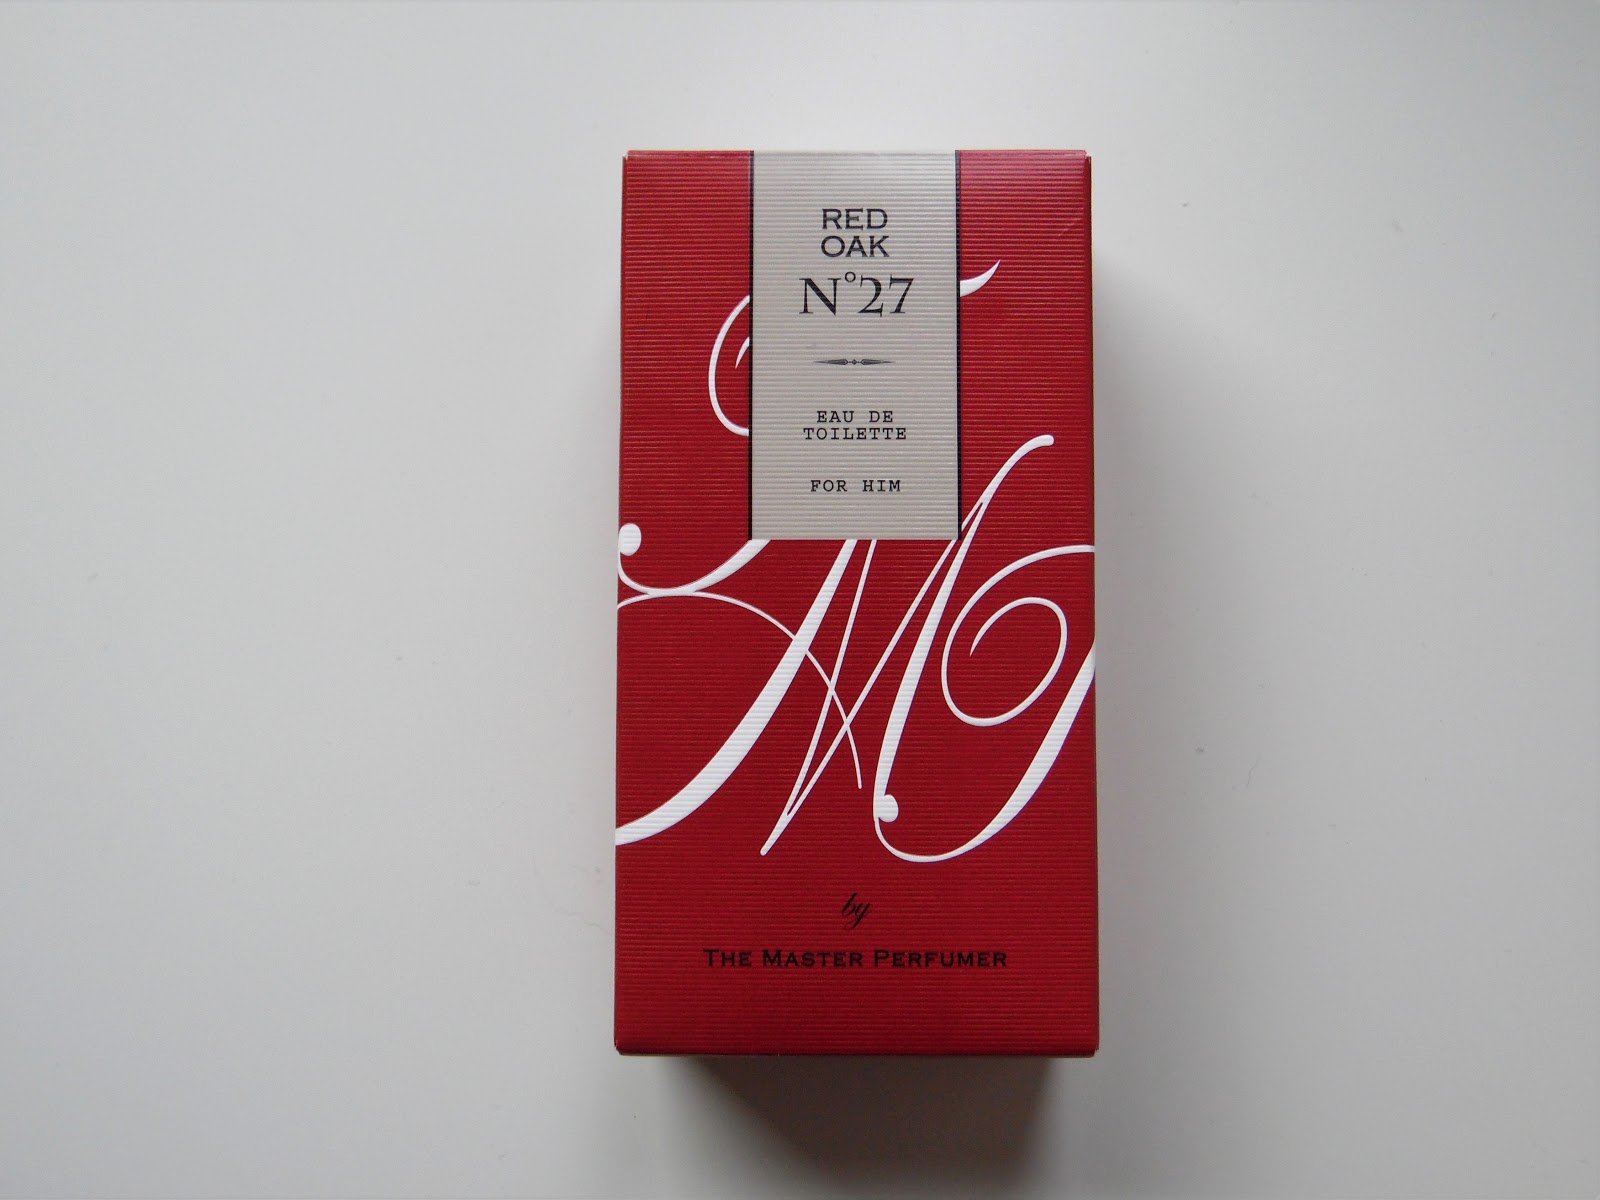 RED
OAK
N°27
EAU DE
TOILETTE
FOR HIM
by
THE MASTER PERFUMER